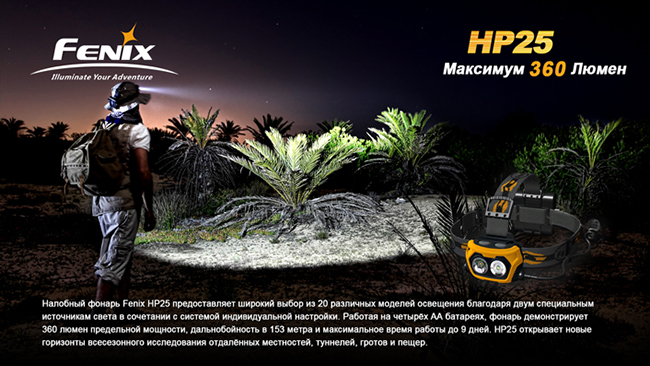 FENIX
Illuminate Your Adventure
HP25
Максимум 360 Люмен
Налобный фонарь Fenix HP25 предоставляет широкий выбор из 20 различных моделей освещения благодаря двум специальным
источникам света в сочетании с системой индивидуальной настройки. Работая на четырёх АА батареях, фонарь демонстрирует
360 люмен предельной мощности, дальнобойность в 153 метра и максимальное время работы до 9 дней. HP25 открывает новые
горизонты всесезонного исследования отдалённых местностей, туннелей, гротов и пещер.